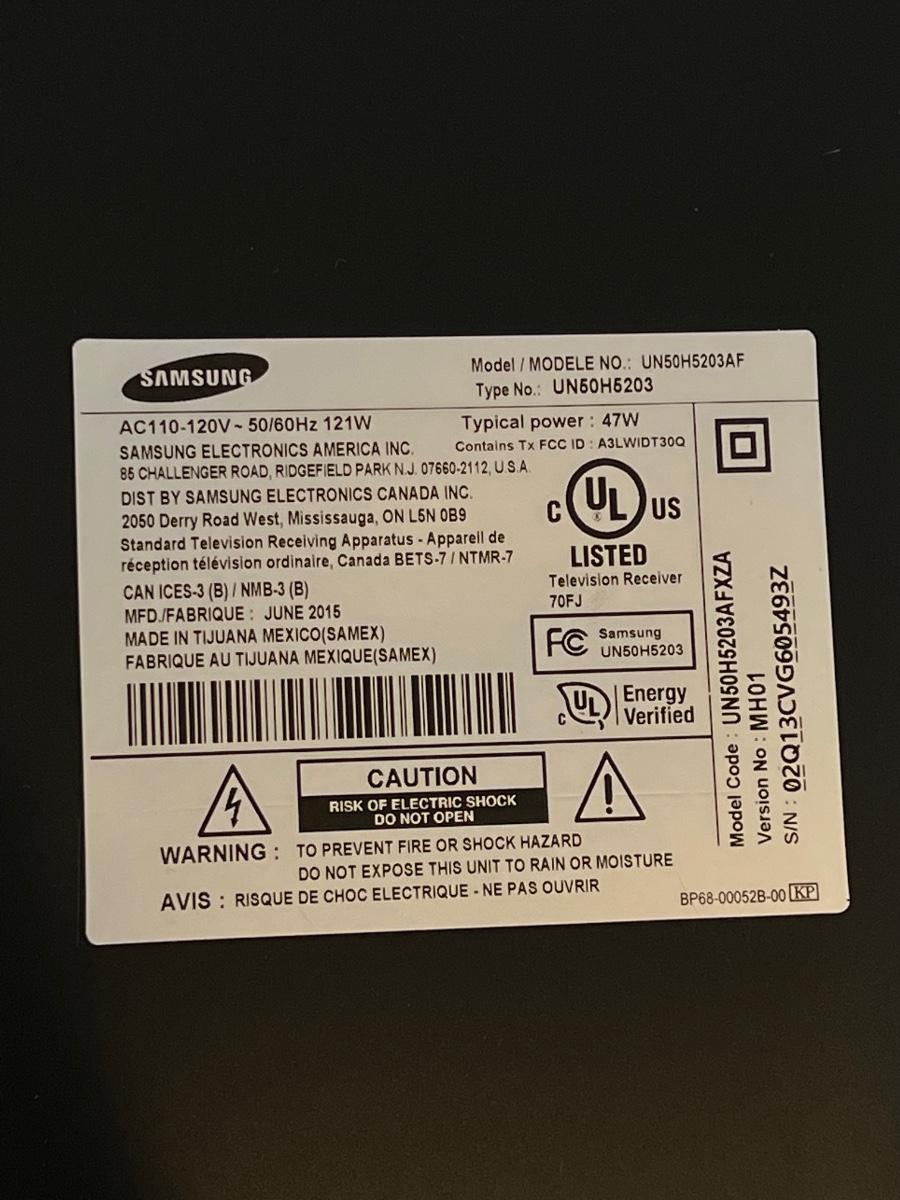 SAMSUNG
Model / MODELE NO.: UN50H5203AF
Type No.: UN50H5203
AC110-120V~ 50/60Hz 121W
Typical power : 47W
SAMSUNG ELECTRONICS AMERICA INC.
Contains Tx FCC ID : A3LWIDT30Q
85 CHALLENGER ROAD, RIDGEFIELD PARK N.J. 07660-2112, U.S.A.
DIST BY SAMSUNG ELECTRONICS CANADA INC.
2050 Derry Road West, Mississauga, ON L5N 0B9
Standard Television Receiving Apparatus - Appareil de
réception télévision ordinaire, Canada BETS-7 / NTMR-7
CAN ICES-3 (B) / NMB-3 (B)
MFD./FABRIQUE : JUNE 2015
MADE IN TIJUANA MEXICO(SAMEX)
FABRIQUE AU TIJUANA MEXIQUE(SAMEX)
C UL ® US
LISTED
Television Receiver
70FJ
FC Samsung
UN50H5203
C UL Energy
Verified
Model Code : UN50H5203AFXZA
Version No : MH01
S/N : 02Q13CVG605493Z
CAUTION
RISK OF ELECTRIC SHOCK
DO NOT OPEN
WARNING : TO PREVENT FIRE OR SHOCK HAZARD
DO NOT EXPOSE THIS UNIT TO RAIN OR MOISTURE
AVIS : RISQUE DE CHOC ELECTRIQUE - NE PAS OUVRIR
BP68-00052B-00 KP